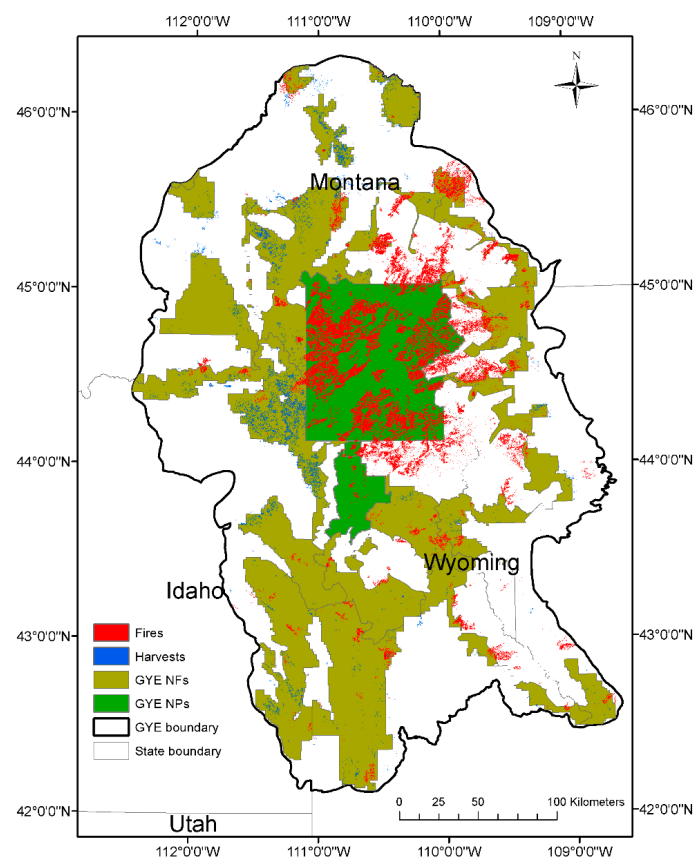 112°0'0"W 111°0'0"W 110°0'0"W 109°0'0"W
N
46°0'0"N 46°0'0"N
Montana
45°0'0"N 45°0'0"N
44°0'0"N 44°0'0"N
Wyoming
Idaho
43°0'0"N 43°0'0"N
Fires
Harvests
GYE NFs
GYE NPs
GYE boundary
State boundary
0 25 50 100 Kilometers
42°0'0"N 42°0'0"N
Utah
112°0'0"W 111°0'0"W 110°0'0"W 109°0'0"W